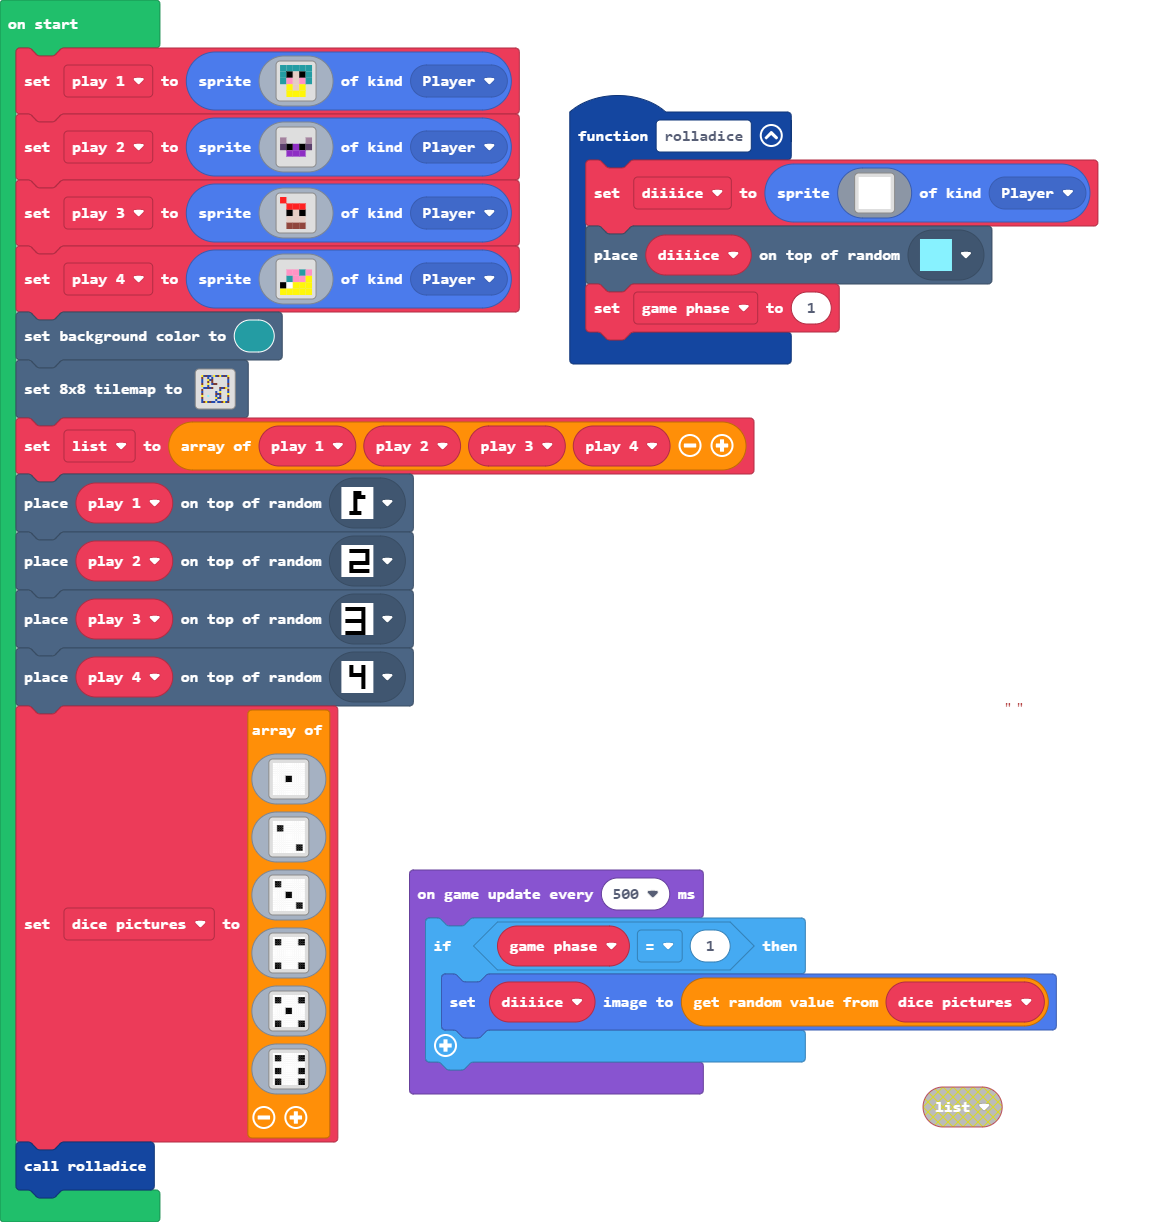 on start
set play 1 to sprite of kind Player
set play 2 to sprite of kind Player
set play 3 to sprite of kind Player
set play 4 to sprite of kind Player
set background color to
set 8x8 tilemap to
set list to array of play 1 play 2 play 3 play 4
place play 1 on top of random 1
place play 2 on top of random 2
place play 3 on top of random 3
place play 4 on top of random 4
set dice pictures to array of
call rolladice
function rolladice
set diiiice to sprite of kind Player
place diiiice on top of random
set game phase to 1
" "
on game update every 500 ms
if game phase = 1 then
set diiiice image to get random value from dice pictures
list